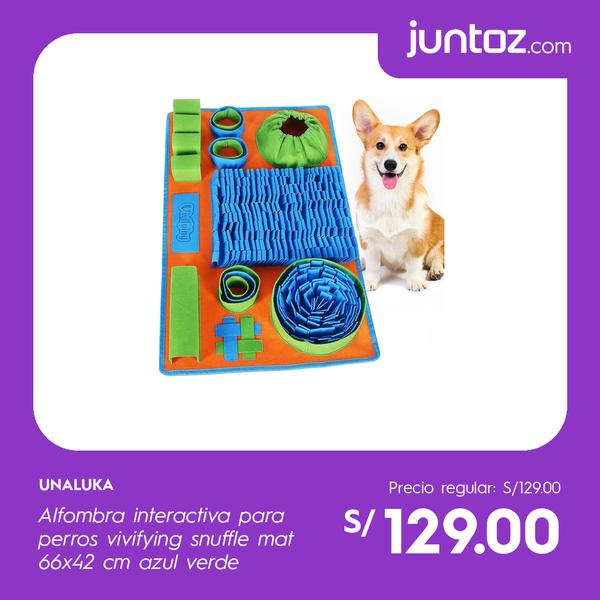 juntoz.com
Vivifying
UNALUKA
Alfombra interactiva para
perros vivifying snuffle mat
66x42 cm azul verde
Precio regular: S/129.00
S/ 129.00